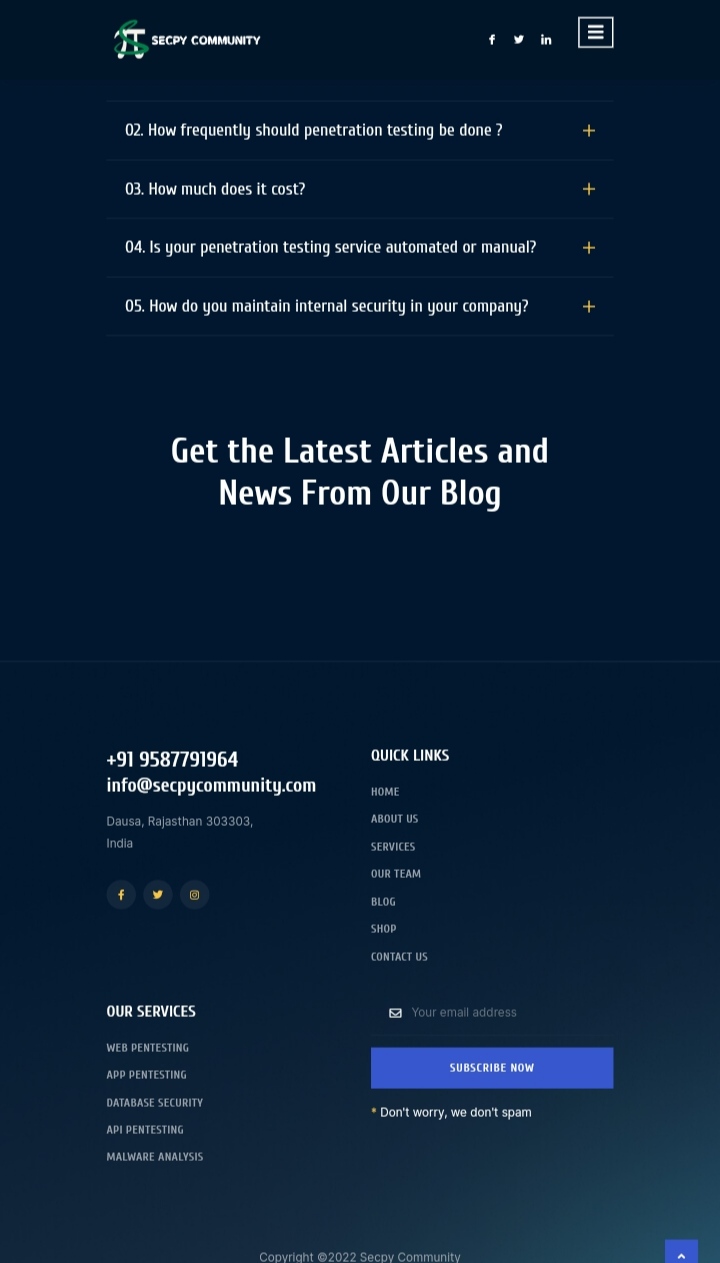 SECPY COMMUNITY
02. How frequently should penetration testing be done ?
03. How much does it cost?
04. Is your penetration testing service automated or manual?
05. How do you maintain internal security in your company?
Get the Latest Articles and
News From Our Blog
+91 9587791964
info@secpycommunity.com
Dausa, Rajasthan 303303,
India
QUICK LINKS
HOME
ABOUT US
SERVICES
OUR TEAM
BLOG
SHOP
CONTACT US
OUR SERVICES
WEB PENTESTING
APP PENTESTING
DATABASE SECURITY
API PENTESTING
MALWARE ANALYSIS
Your email address
SUBSCRIBE NOW
* Don't worry, we don't spam
Copyright ©2022 Secpy Community